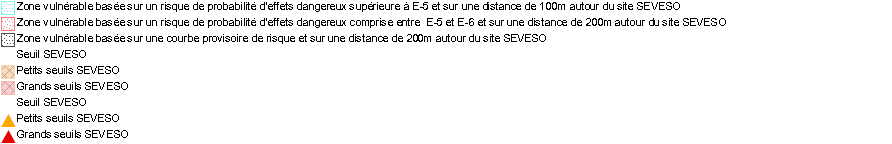 Zone vulnérable basée sur un risque de probabilité d'effets dangereux supérieure à E-5 et sur une distance de 100m autour du site SEVESO
Zone vulnérable basée sur un risque de probabilité d'effets dangereux comprise entre E-5 et E-6 et sur une distance de 200m autour du site SEVESO
Zone vulnérable basée sur une courbe provisoire de risque et sur une distance de 200m autour du site SEVESO
Seuil SEVESO
Petits seuils SEVESO
Grands seuils SEVESO
Seuil SEVESO
Petits seuils SEVESO
Grands seuils SEVESO